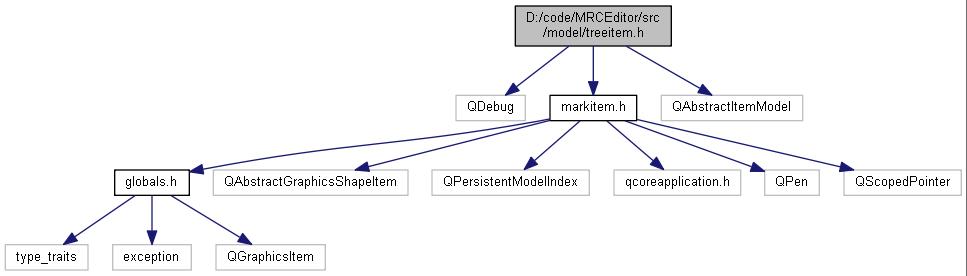 D:/code/MRCEditor/src
/model/treeitem.h
QDebug
markitem.h
QAbstractItemModel
globals.h
QAbstractGraphicsShapeItem
QPersistentModelIndex
qcoreapplication.h
QPen
QScopedPointer
type_traits
exception
QGraphicsItem